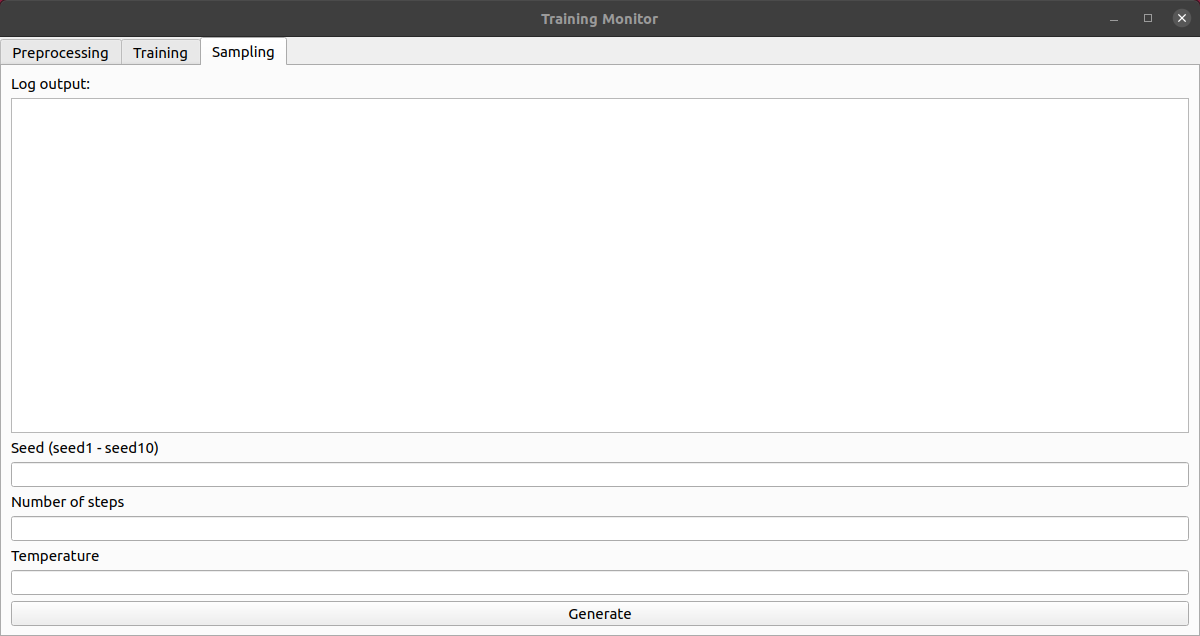 Training Monitor
Preprocessing Training Sampling
Log output:
Seed (seed1 - seed10)
Number of steps
Temperature
Generate